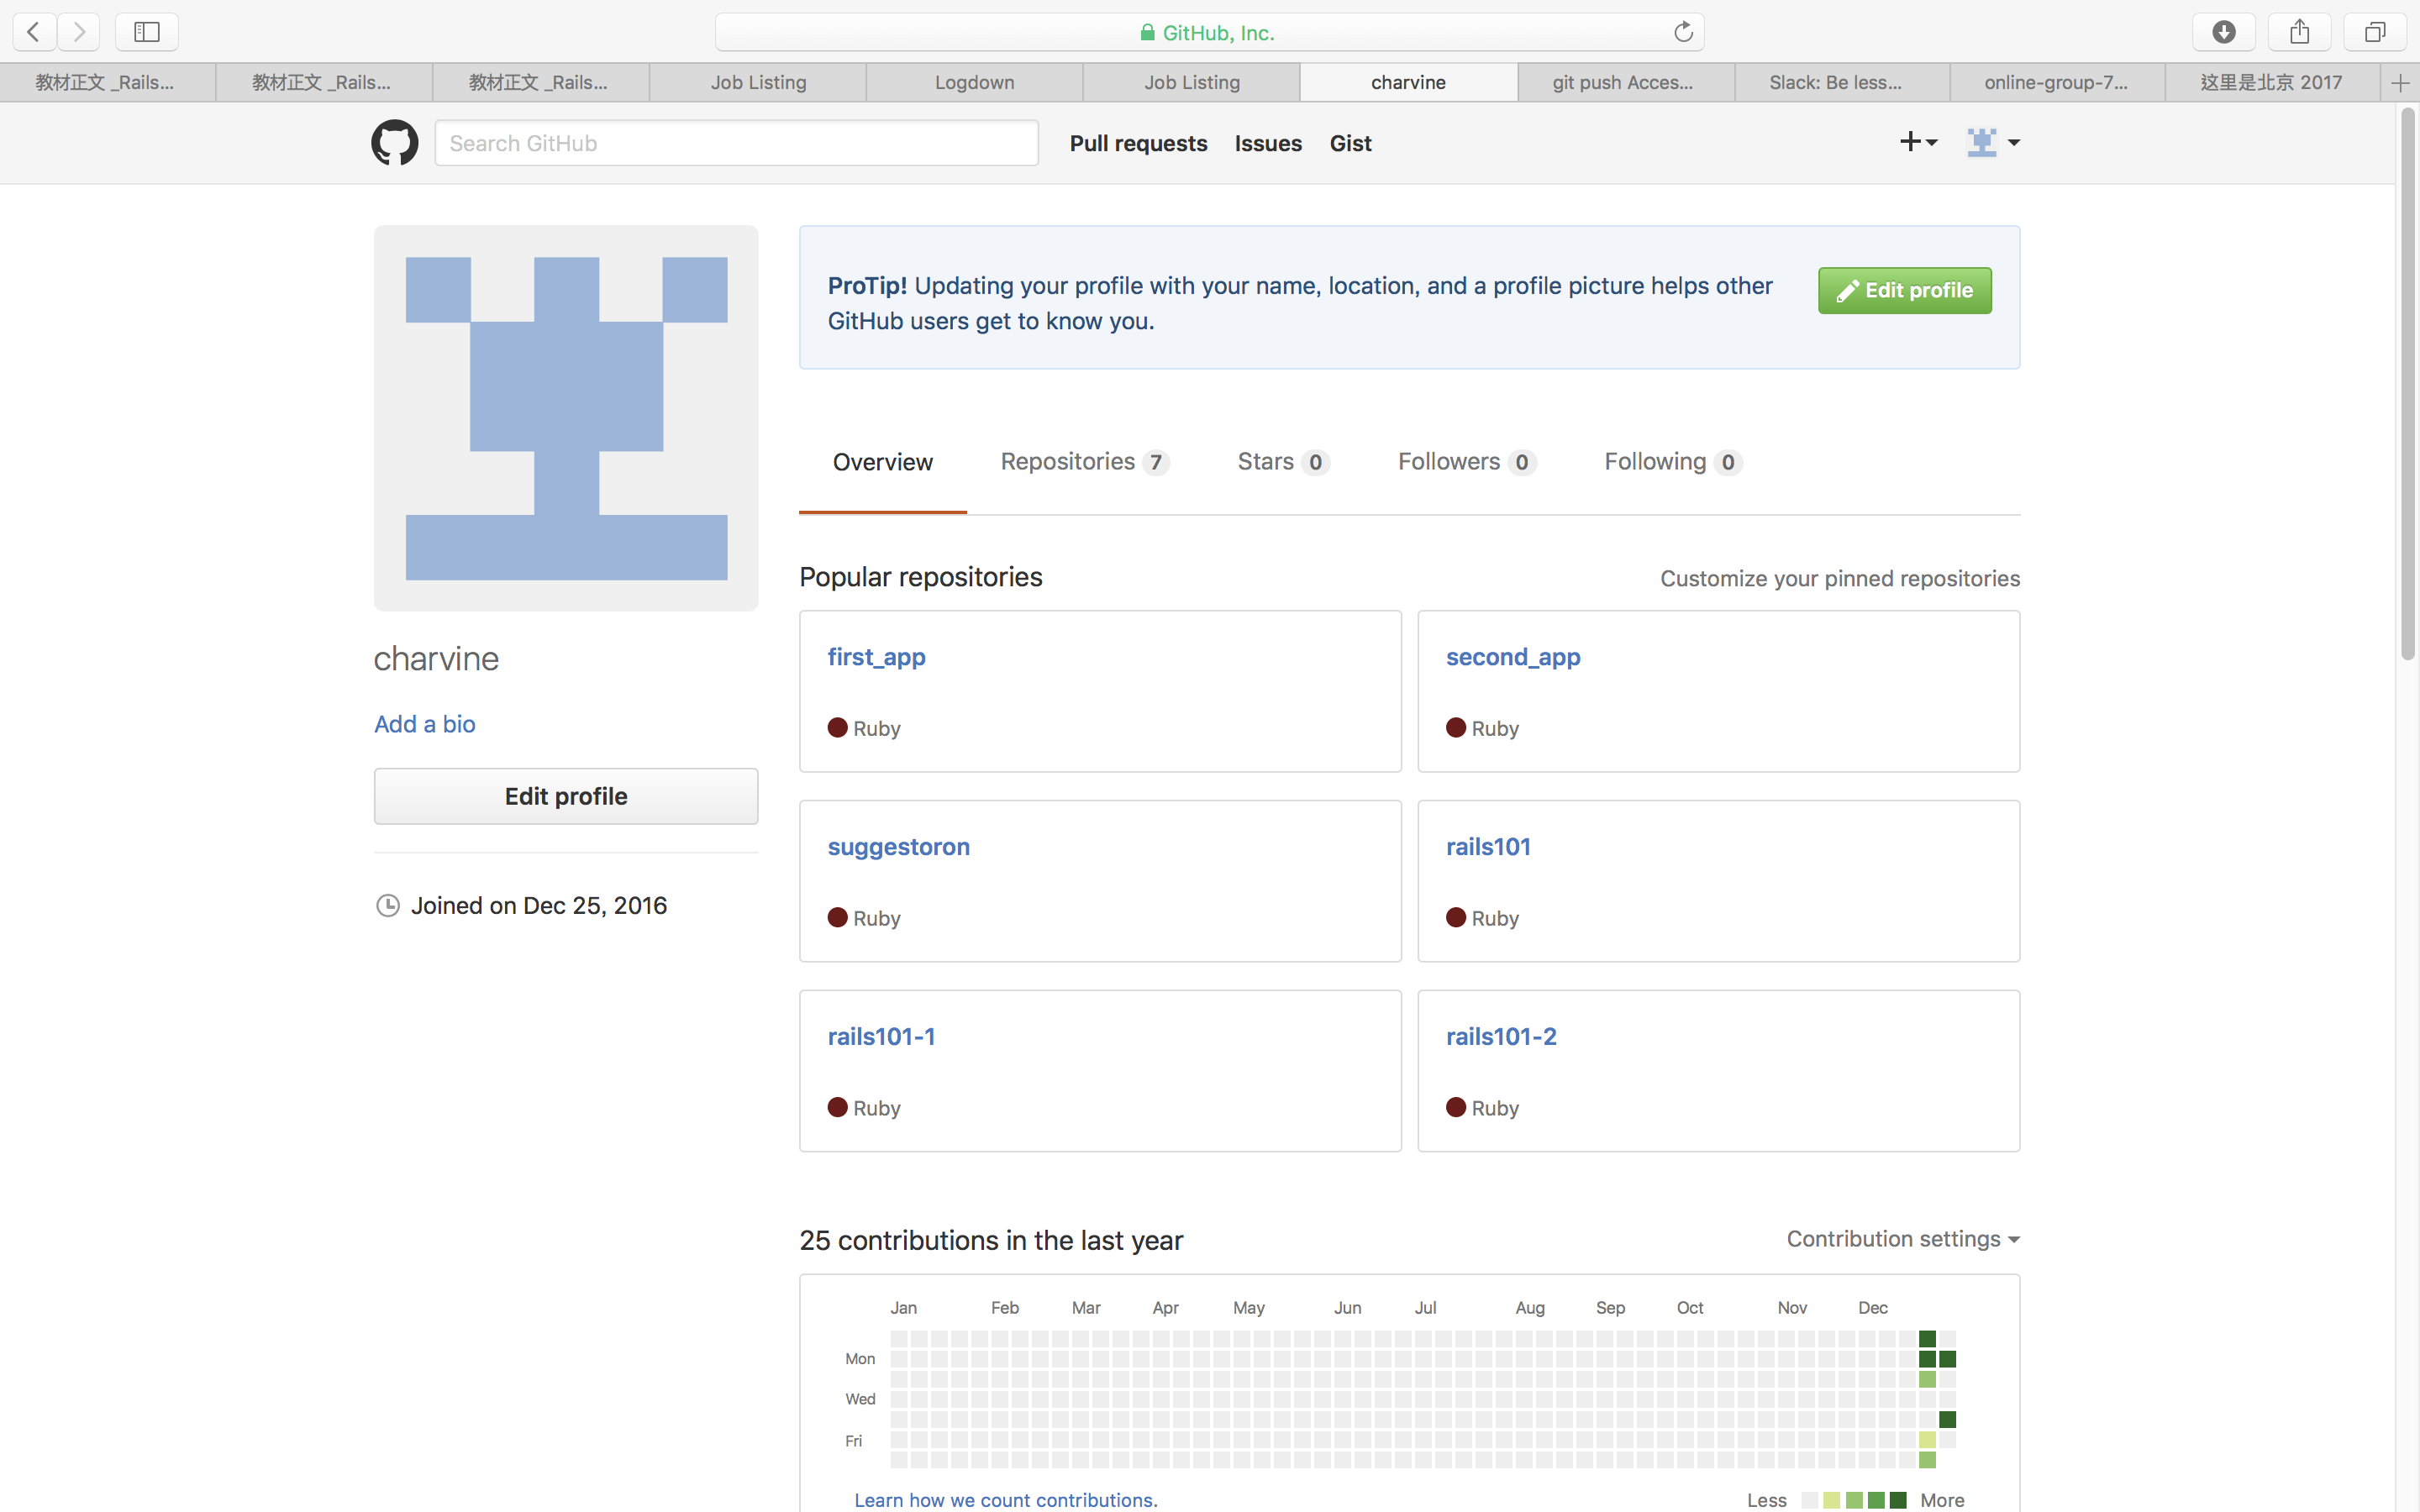 GitHub, Inc.
教材正文 _Rails...
教材正文 _Rails...
教材正文 _Rails...
Job Listing
Logdown
Job Listing
charvine
git push Acces...
Slack: Be less...
online-group-7...
这里是北京 2017
Search GitHub
Pull requests
Issues
Gist
ProTip! Updating your profile with your name, location, and a profile picture helps other
GitHub users get to know you.
Edit profile
charvine
Add a bio
Edit profile
Joined on Dec 25, 2016
Overview
Repositories 7
Stars 0
Followers 0
Following 0
Popular repositories
Customize your pinned repositories
first_app
Ruby
second_app
Ruby
suggestoron
Ruby
rails101
Ruby
rails101-1
Ruby
rails101-2
Ruby
25 contributions in the last year
Contribution settings
Jan Feb Mar Apr May Jun Jul Aug Sep Oct Nov Dec
Mon
Wed
Fri
Learn how we count contributions.
Less
More